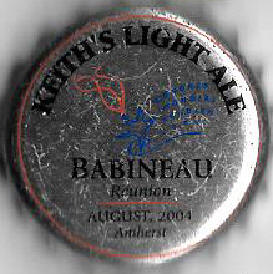 KEITH'S LIGHT ALE
BABINEAU
Reunion
AUGUST, 2004
Amherst